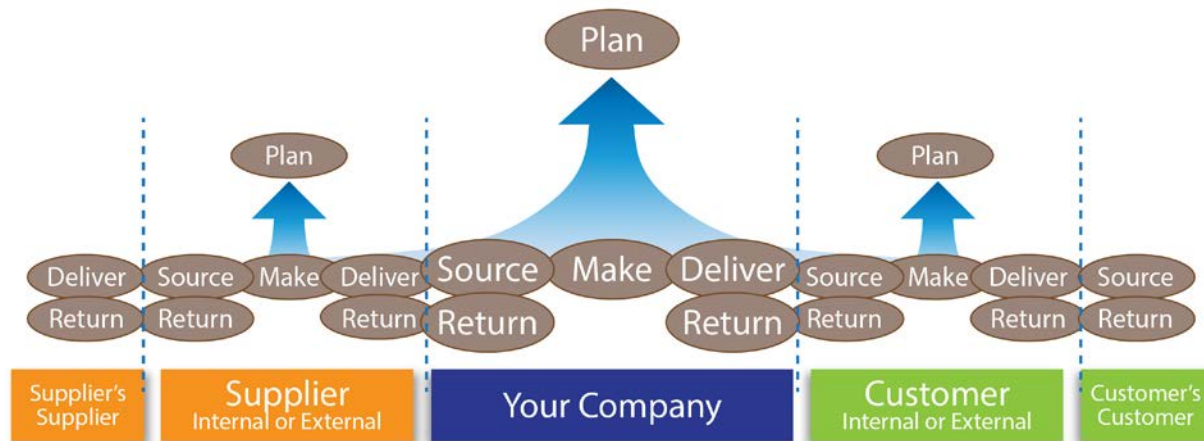 Plan
Plan
Plan
Deliver
Source
Make
Deliver
Source
Make
Deliver
Source
Make
Deliver
Source
Return
Return
Return
Return
Return
Return
Return
Return
Supplier's
Supplier
Supplier
Internal or External
Your Company
Customer
Internal or External
Customer's
Customer